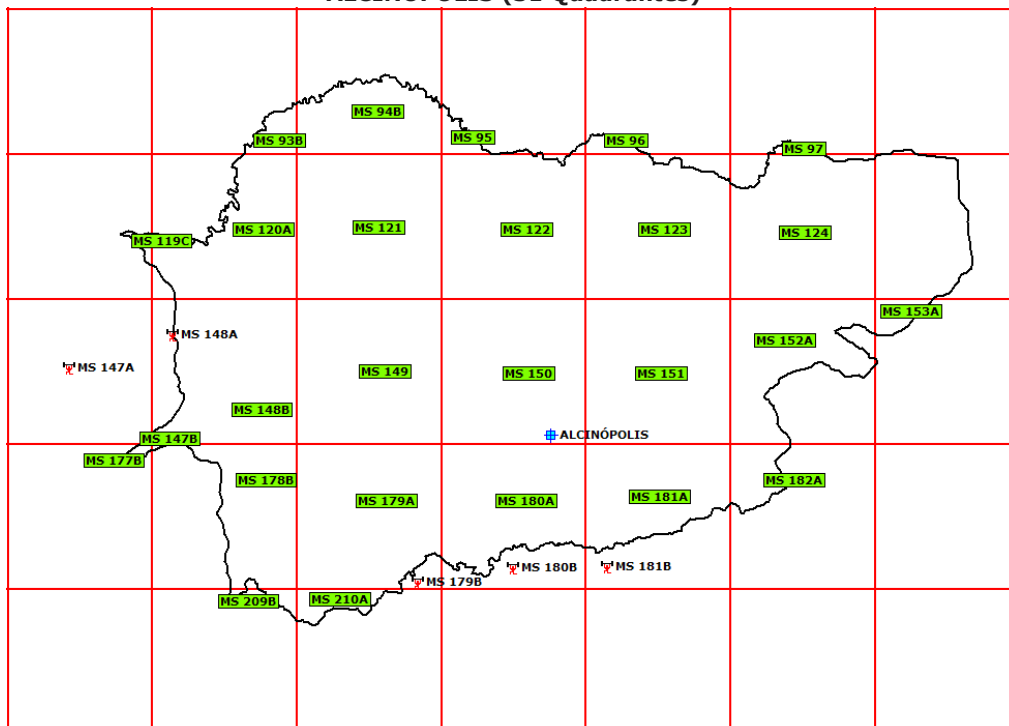 MS 94B
MS 93B
MS 95
MS 96
MS 97
MS 119C
MS 120A
MS 121
MS 122
MS 123
MS 124
MS 153A
MS 148A
MS 152A
MS 147A
MS 149
MS 150
MS 151
MS 148B
MS 147B
ALCINÓPOLIS
MS 177B
MS 178B
MS 179A
MS 180A
MS 181A
MS 182A
MS 179B
MS 180B
MS 181B
MS 209B
MS 210A